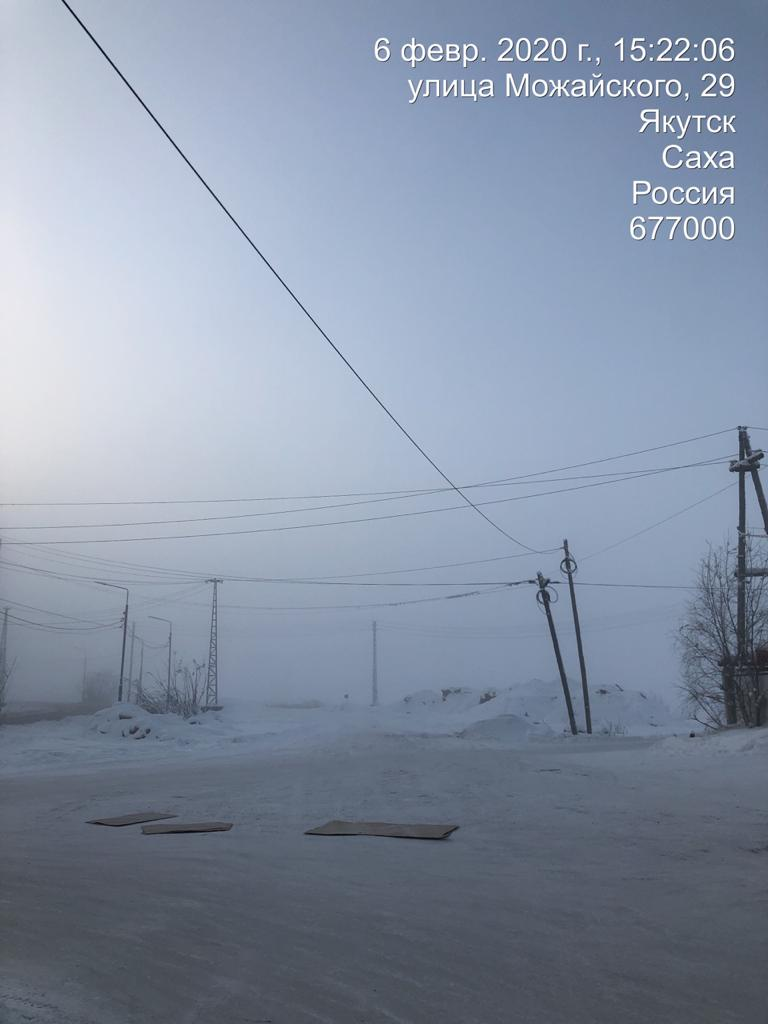 6 февр. 2020 г., 15:22:06
улица Можайского, 29
Якутск
Саха
Россия
677000